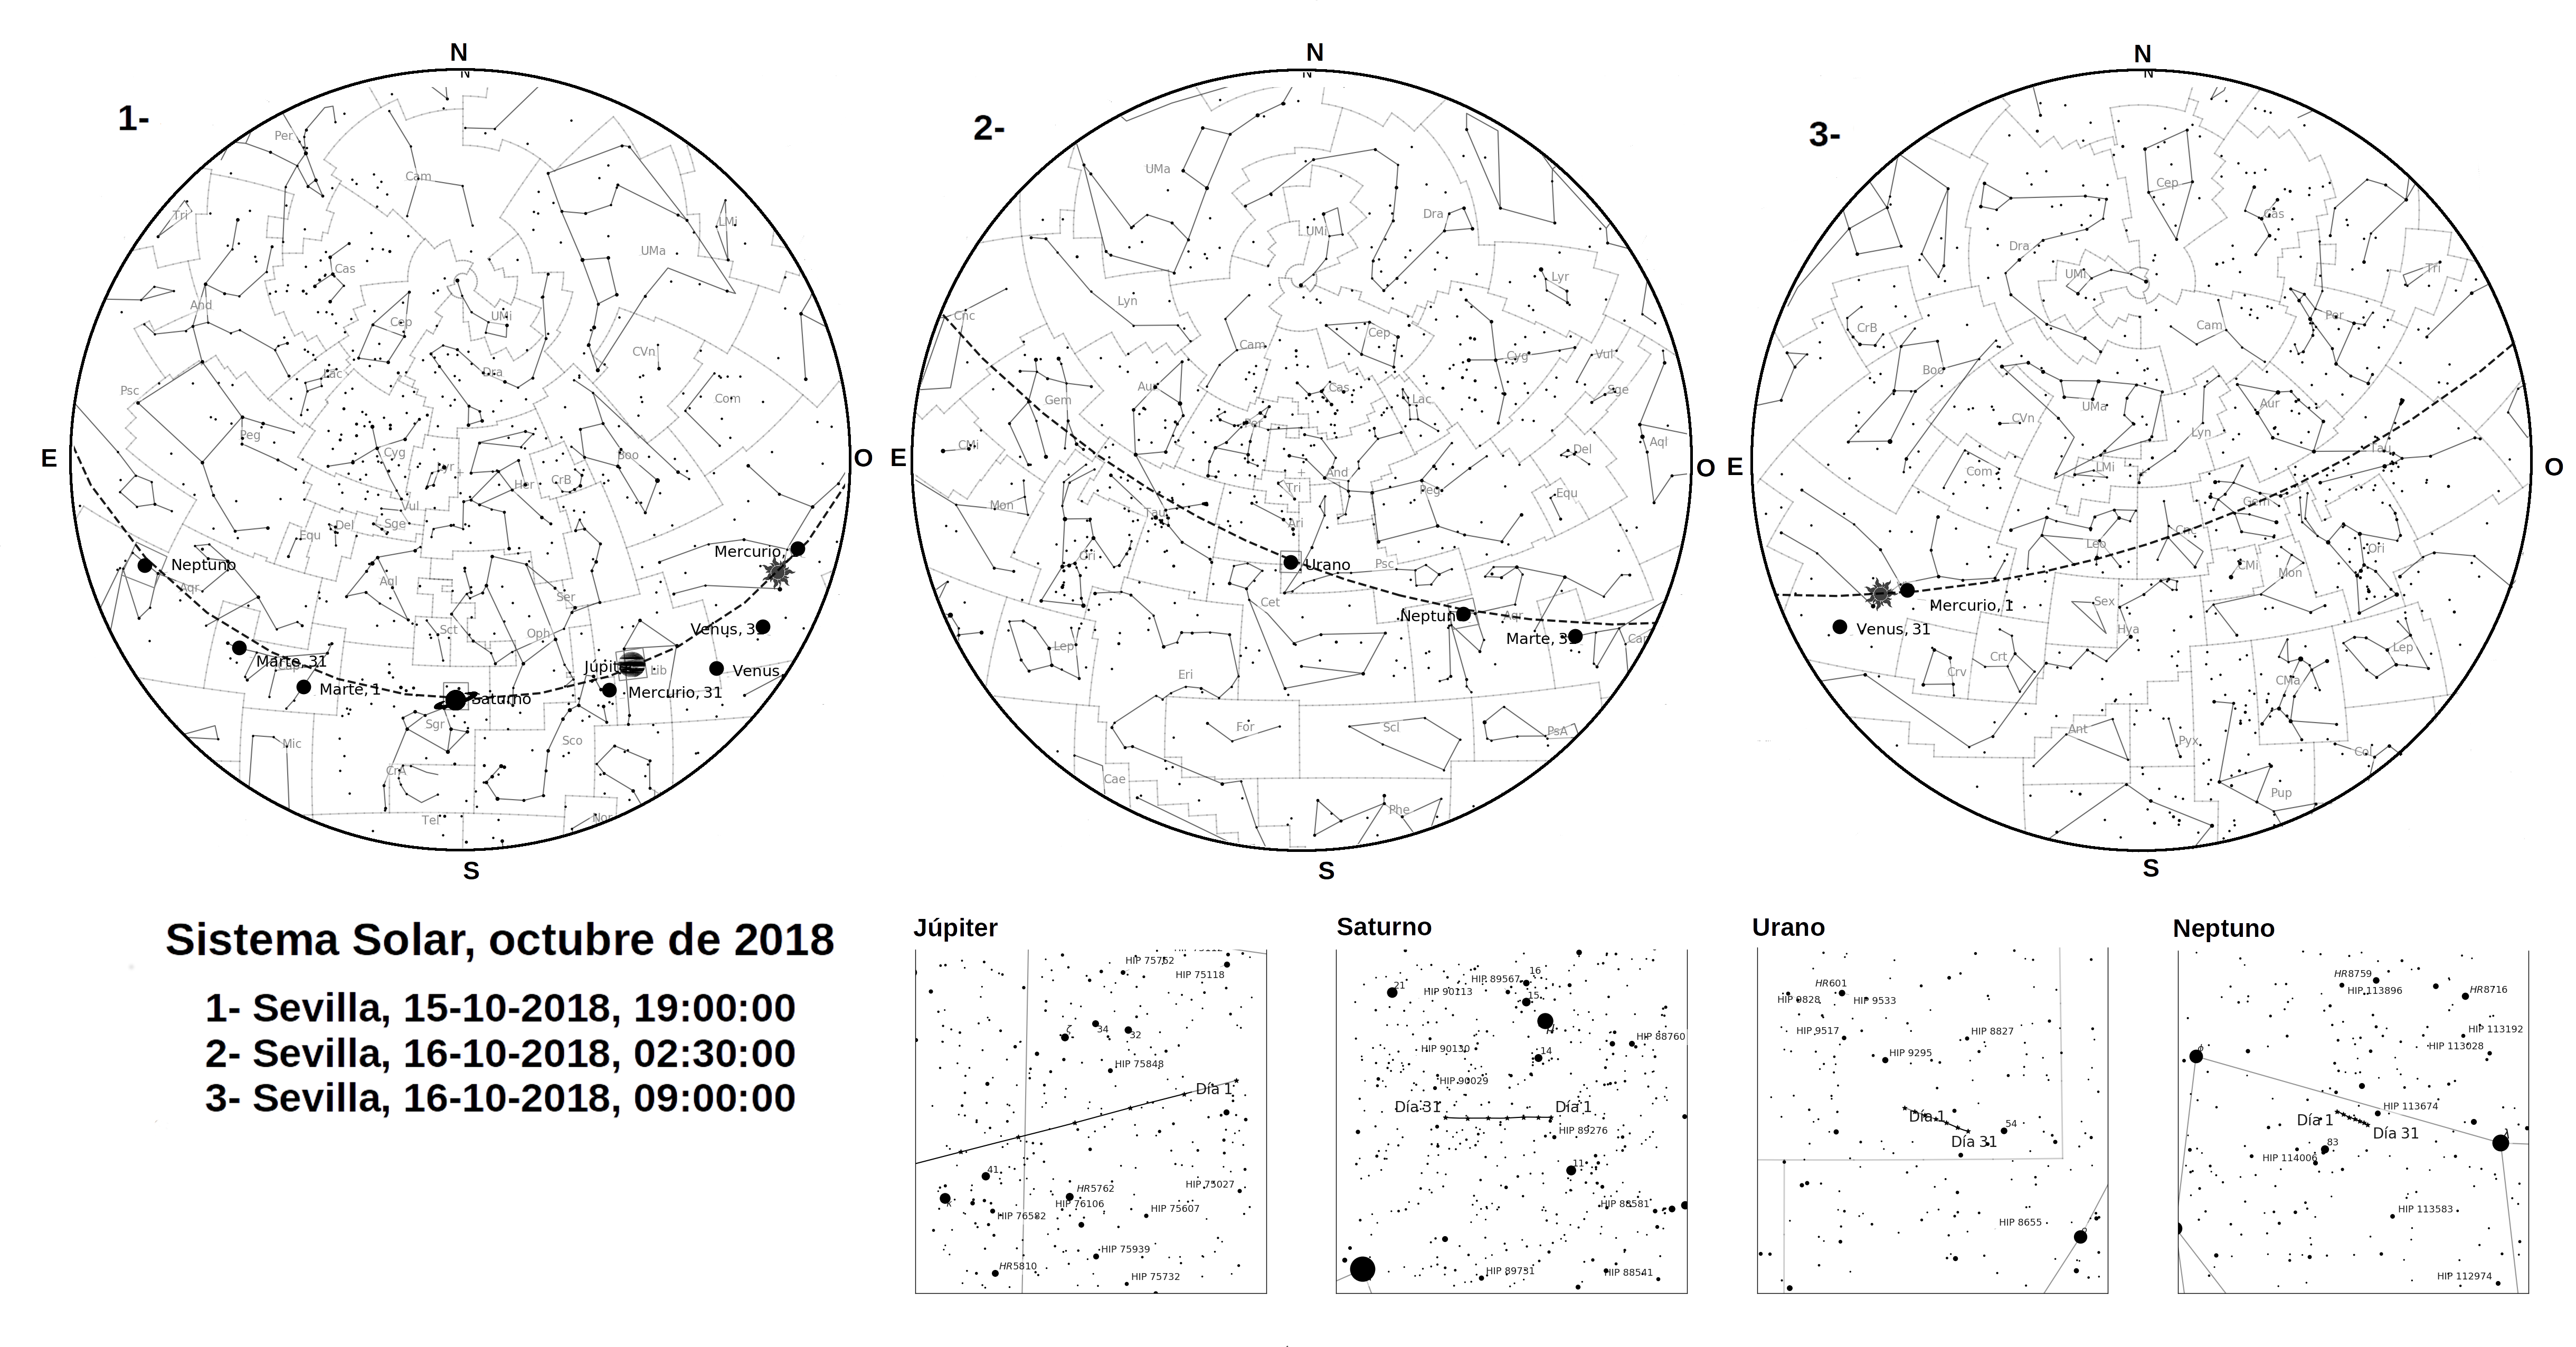 N
N
1-
Per
Cam
Tri
LMi
UMa
Cas
And
Cep
UMi
CVn
Lac
Dra
Psc
Com
Peg
Cyg
Lyr
Boo
E
O
Her
CrB
Vul
Del
Sge
Equ
Mercurio,
Neptuno
Aql
Aqr
Ser
Sct
Oph
Venus, 31
Marte, 31
Júpiter
Lib
Venus,
Marte, 1
Saturno
Mercurio, 31
Sgr
Sco
Mic
CrA
Tel
Nor
S
N
N
2-
UMa
Dra
UMi
Lyr
Lyn
Cnc
Cep
Cam
Cyg
Vul
Aur
Cas
Sge
Gem
Lac
Per
CMi
Aql
Del
E
O
And
Tri
Peg
Equ
Mon
Tau
Ari
Ori
Urano
Psc
Cet
Neptuno
Aqr
Marte, 31
Cap
Lep
Eri
For
Scl
PsA
Cae
Phe
S
N
N
3-
Cep
Cas
Dra
UMi
Tri
Per
CrB
Cam
Boo
Aur
UMa
CVn
Lyn
Tau
E
O
Com
LMi
Gem
Cnc
Leo
Ori
CMi
Mon
Mercurio, 1
Sex
Venus, 31
Hya
Lep
Crt
Crv
CMa
Ant
Pyx
Col
Pup
S
Sistema Solar, octubre de 2018
1- Sevilla, 15-10-2018, 19:00:00
2- Sevilla, 16-10-2018, 02:30:00
3- Sevilla, 16-10-2018, 09:00:00
Júpiter
HIP 75118
ζ
34
32
HIP 75848
Día 1
41
HR5762
HIP 75027
κ
HIP 76106
HIP 76582
HIP 75607
HIP 75939
HR5810
HIP 75732
Saturno
16
HIP 89567
21
HIP 90113
15
HIP 88760
HIP 90130
14
HIP 90029
Día 31
Día 1
HIP 89276
11
HIP 88581
HIP 89731
HIP 88541
Urano
HR601
HIP 9828
HIP 9533
HIP 9517
HIP 8827
HIP 9295
Día 1
54
Día 31
HIP 8655
ο
Neptuno
HR8759
HIP 113896
HR8716
HIP 113192
HIP 113028
φ
HIP 113674
Día 1
Día 31
λ
83
HIP 114006
HIP 113583
HIP 112974